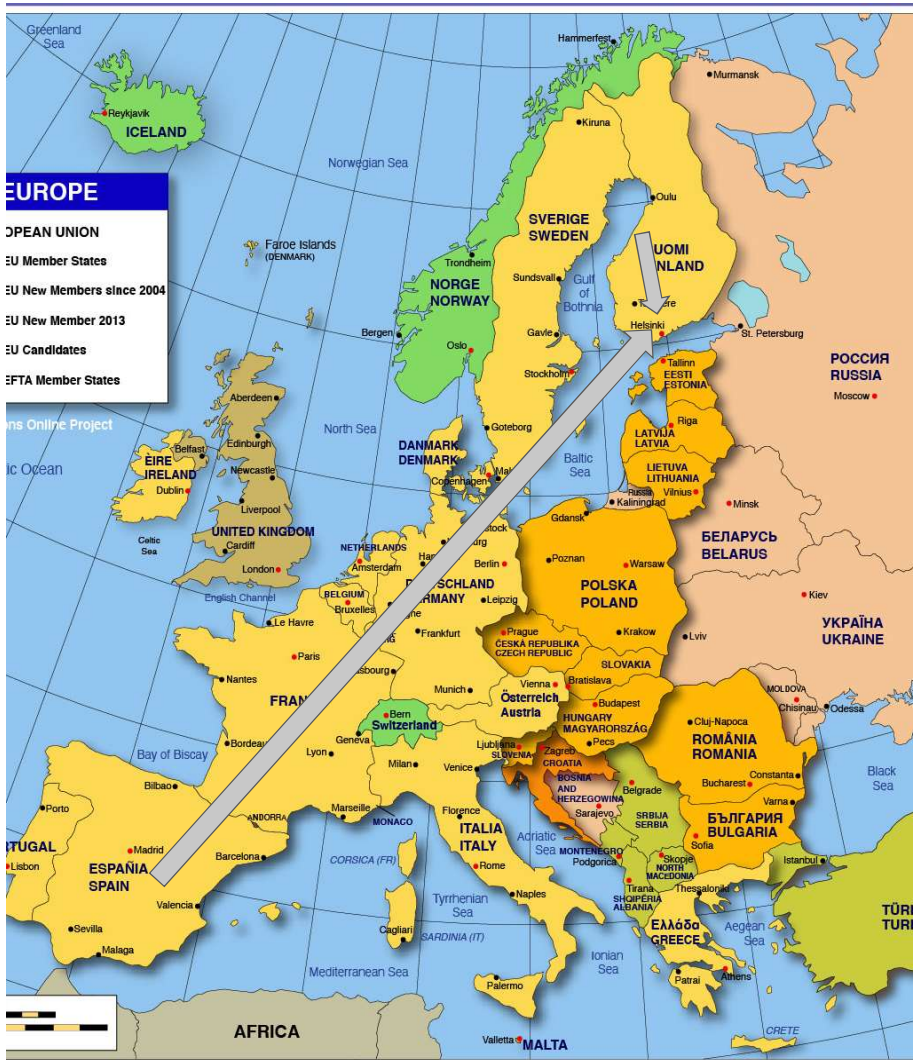 Greenland
Sea
Hammerfest
Murmansk
Reykjavik
ICELAND
Kiruna
Norwegian Sea
EUROPE
OPEAN UNION
EU Member States
EU New Members since 2004
EU New Member 2013
EU Candidates
EFTA Member States
ns Online Project
Oulu
SVERIGE
SWEDEN
UOMI
NLAND
Faroe Islands
(DENMARK)
Trondheim
Sundsvall
Gulf
of
Bothnia
NORGE
NORWAY
Bergen
Gavle
Helsinki
St. Petersburg
Oslo
Stockholm
Tallinn
EESTI
ESTONIA
РОССИЯ
RUSSIA
Moscow
Aberdeen
North Sea
Goteborg
Riga
LATVIJA
LATVIA
ic Ocean
Edinburgh
Belfast
ÈIRE
IRELAND
Dublin
Newcastle
Liverpool
DANMARK
DENMARK
Copenhagen
Baltic
Sea
LIETUVA
LITHUANIA
Vilnius
Russia
Kaliningrad
Minsk
Gdansk
Celtic
Sea
UNITED KINGDOM
Cardiff
London
English Channel
NETHERLANDS
Amsterdam
Berlin
Poznan
Warsaw
POLSKA
POLAND
БЕЛАРУСЬ
BELARUS
BELGIUM
Bruxelles
Leipzig
Kiev
УКРАЇНА
UKRAINE
Le Havre
Frankfurt
Prague
ČESKÁ REPUBLIKA
CZECH REPUBLIC
Krakow
Lviv
Paris
Nantes
SLOVAKIA
Munich
Vienna
Bratislava
Österreich
Austria
MOLDOVA
Chisinau
Odessa
FRAN
Bern
Switzerland
Geneva
Budapest
HUNGARY
MAGYARORSZÁG
Pecs
Cluj-Napoca
ROMÂNIA
ROMANIA
Bay of Biscay
Lyon
Milan
Venice
Ljubljana
SLOVENIA
Zagreb
CROATIA
BOSNIA
AND
HERZEGOWINA
Sarajevo
Belgrade
SRBIJA
SERBIA
Bucharest
Constanta
Black
Sea
Varna
БЪЛГАРИЯ
BULGARIA
Sofia
Bilbao
Porto
ANDORRA
Marseille
MONACO
Florence
ITALIA
ITALY
Adriatic
Sea
MONTENEGRO
Podgorica
Skopje
NORTH
MACEDONIA
Istanbul
RTUGAL
Lisbon
Madrid
ESPAÑIA
SPAIN
Barcelona
CORSICA (FR)
Rome
Tirana
SHQIPËRIA
ALBANIA
Thessaloniki
Valencia
Naples
Tyrrhenian
Sea
Sevilla
Malaga
Cagliari
SARDINIA (IT)
Ελλάδα
GREECE
Aegean
Sea
TÜRI
TUR
Ionian
Sea
Mediterranean Sea
Palermo
Patrai
Athens
AFRICA
Valletta
MALTA
CRETE